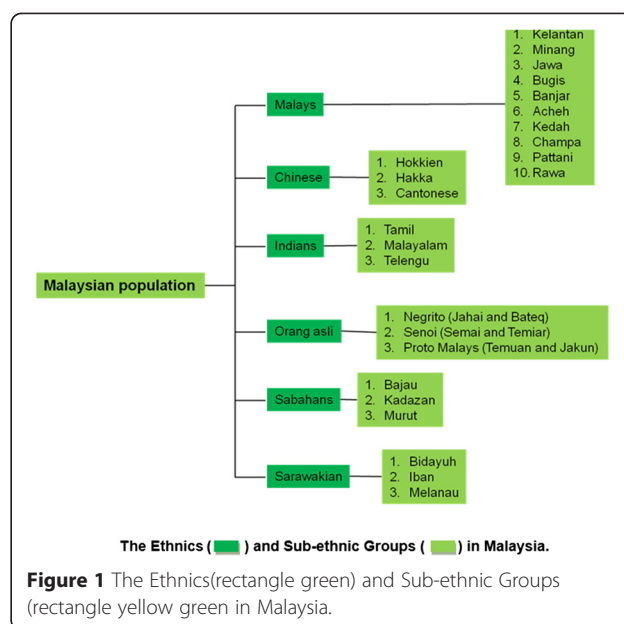 Malaysian population
Malays
1. Kelantan
2. Minang
3. Jawa
4. Bugis
5. Banjar
6. Acheh
7. Kedah
8. Champa
9. Pattani
10. Rawa
Chinese
1. Hokkien
2. Hakka
3. Cantonese
Indians
1. Tamil
2. Malayalam
3. Telengu
Orang asli
1. Negrito (Jahai and Bateq)
2. Senoi (Semai and Temiar)
3. Proto Malays (Temuan and Jakun)
Sabahans
1. Bajau
2. Kadazan
3. Murut
Sarawakian
1. Bidayuh
2. Iban
3. Melanau
The Ethnics ( ) and Sub-ethnic Groups ( ) in Malaysia.
Figure 1 The Ethnics(rectangle green) and Sub-ethnic Groups
(rectangle yellow green in Malaysia.